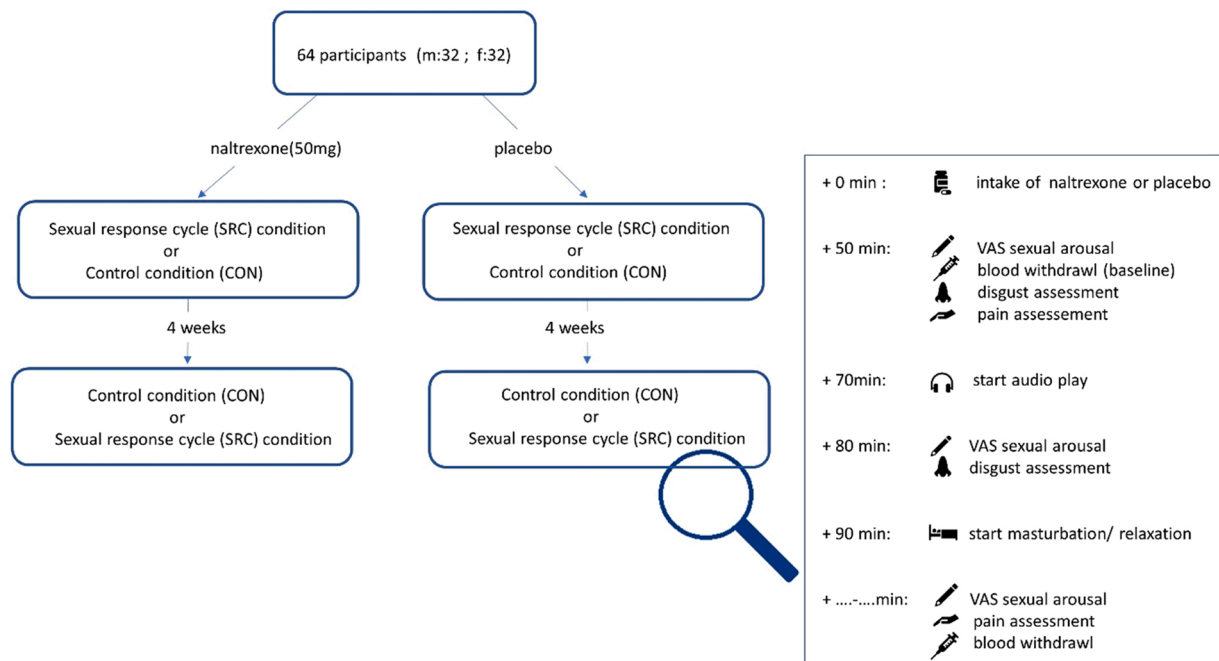 64 participants (m:32 ; f:32)
naltrexone(50mg)
placebo
Sexual response cycle (SRC) condition
or
Control condition (CON)
Sexual response cycle (SRC) condition
or
Control condition (CON)
4 weeks
4 weeks
Control condition (CON)
or
Sexual response cycle (SRC) condition
Control condition (CON)
or
Sexual response cycle (SRC) condition
+ 0 min : intake of naltrexone or placebo
+ 50 min: VAS sexual arousal
blood withdrawl (baseline)
disgust assessment
pain assessement
+ 70min: start audio play
+ 80 min: VAS sexual arousal
disgust assessment
+ 90 min: start masturbation/ relaxation
+ ....-....min: VAS sexual arousal
pain assessment
blood withdrawl